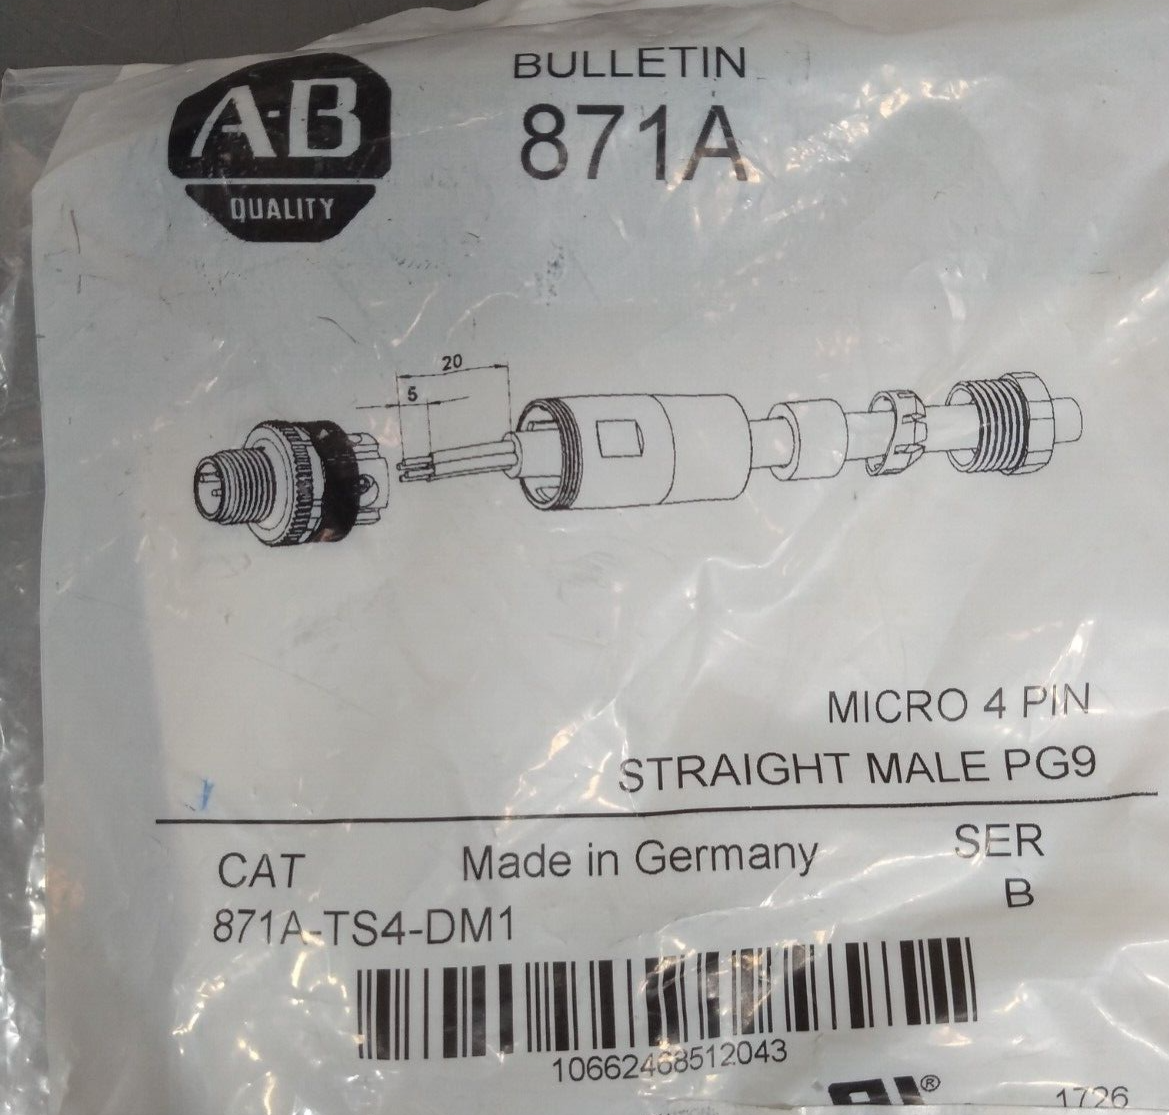 A-B
QUALITY
BULLETIN
871A
20
5
MICRO 4 PIN
STRAIGHT MALE PG9
CAT
Made in Germany
SER
B
871A-TS4-DM1
10662468512043
®
1726